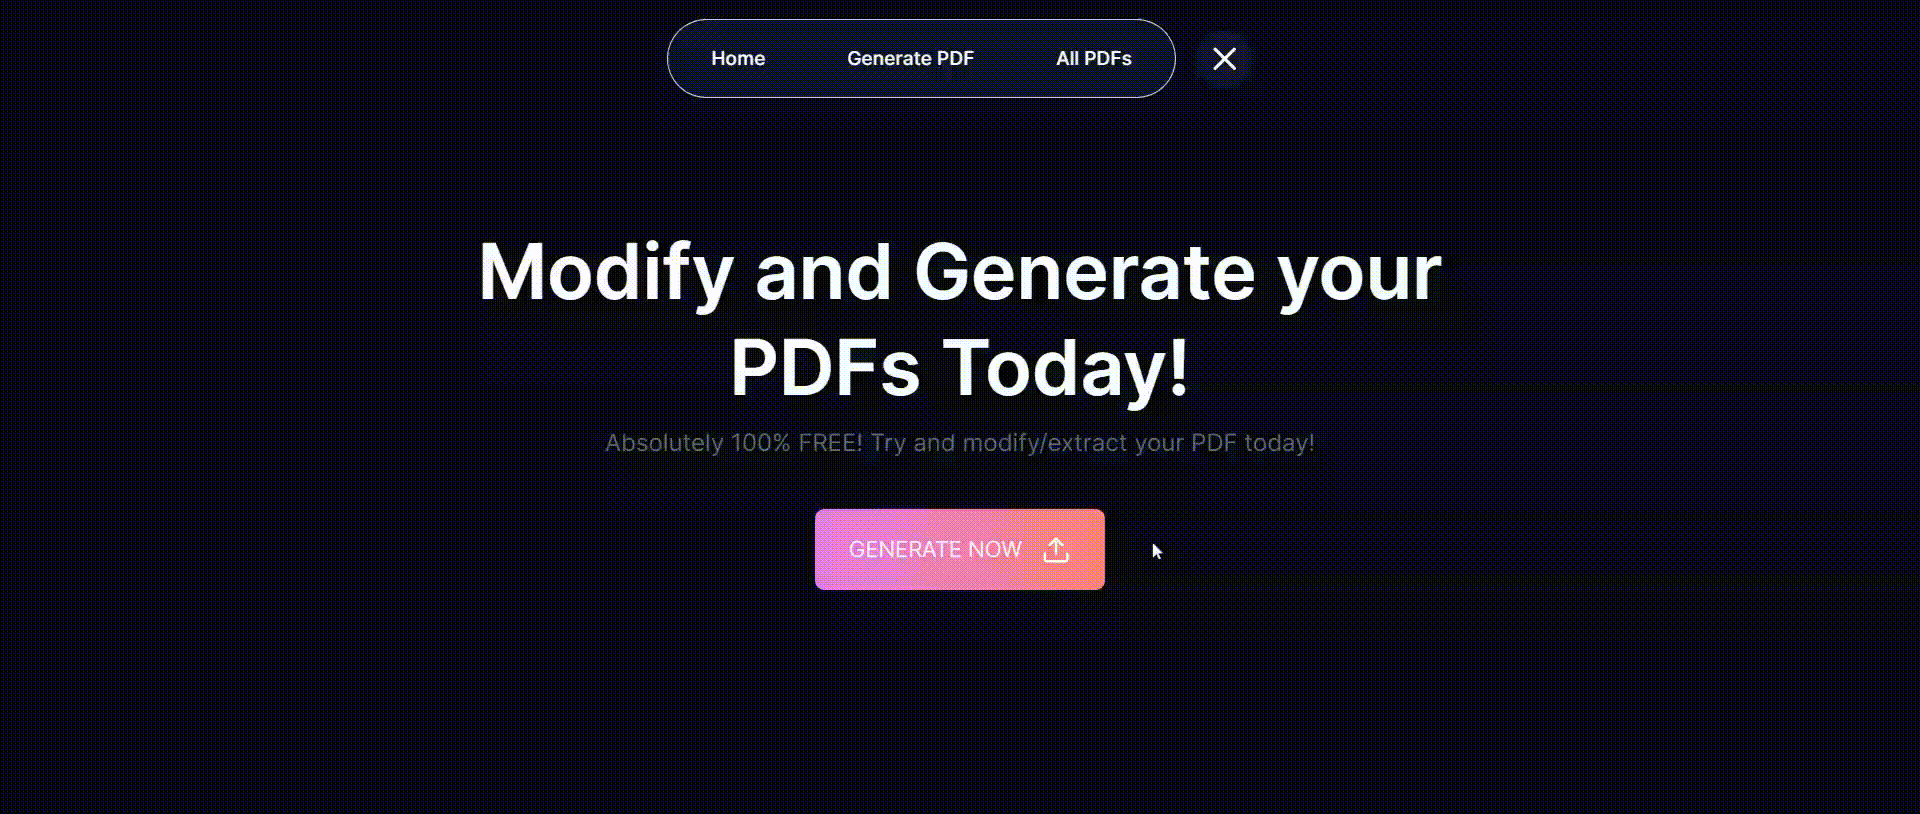 Home Generate PDF All PDFs
Modify and Generate your
PDFs Today!
Absolutely 100% FREE! Try and modify/extract your PDF today!
GENERATE NOW